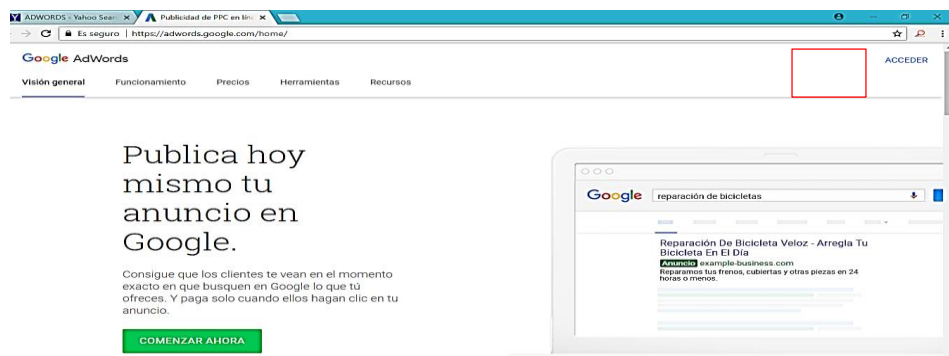 ADWORDS - Yahoo Sear
Publicidad de PPC en lín
Es seguro | https://adwords.google.com/home/
Google AdWords
ACCEDER
Visión general Funcionamiento Precios Herramientas Recursos
Publica hoy
mismo tu
anuncio en
Google.
Consigue que los clientes te vean en el momento
exacto en que busquen en Google lo que tú
ofreces. Y paga solo cuando ellos hagan clic en tu
anuncio.
COMENZAR AHORA
Google reparación de bicicletas
Reparación De Bicicleta Veloz - Arregla Tu
Bicicleta En El Día
Anuncio example-business.com
Reparamos tus frenos, cubiertas y otras piezas en 24
horas o menos.